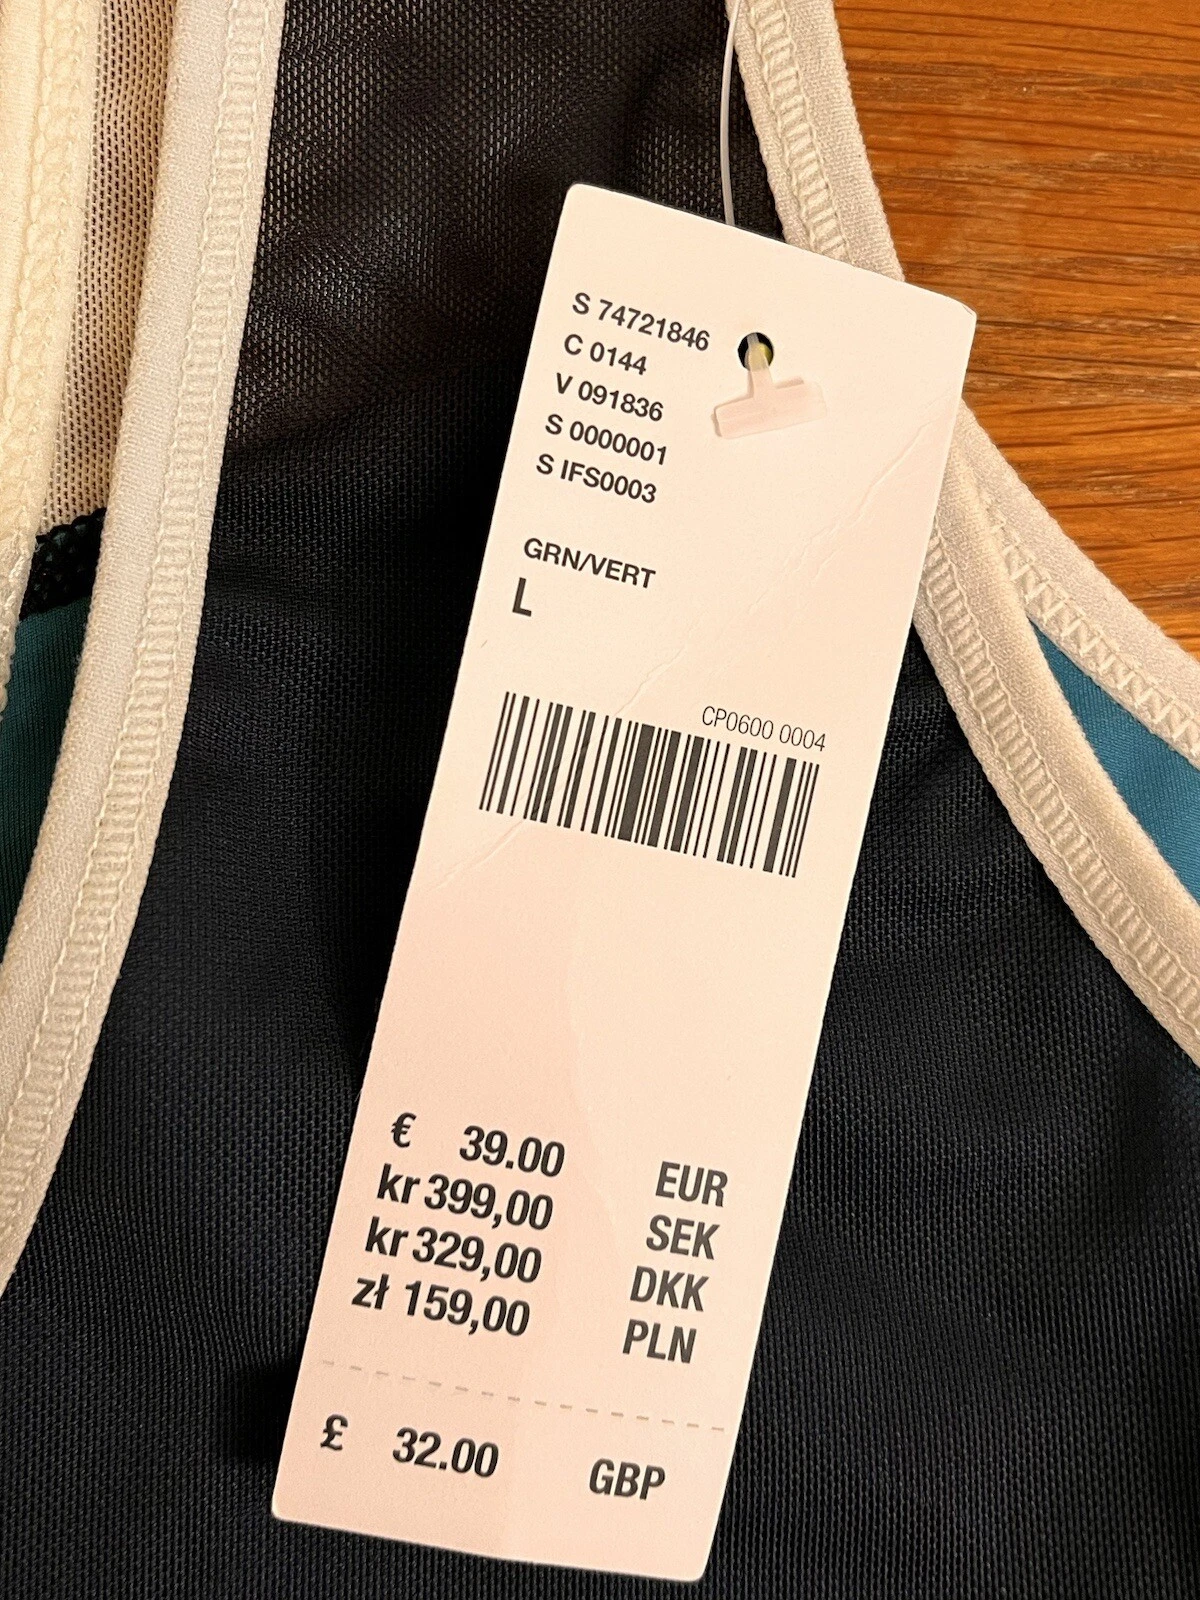 S 74721846
C 0144
V 091836
S 0000001
S IFS0003
GRN/VERT
L
CP0600 0004
€ 39.00 EUR
kr 399,00 SEK
kr 329,00 DKK
zł 159,00 PLN
£ 32.00 GBP